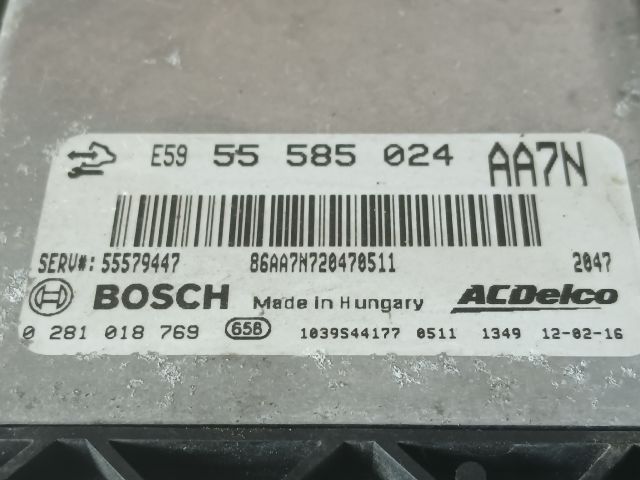 E59 55 585 024 AA7N
SERV#: 55579447 86AA7N720470511 2047
BOSCH Made in Hungary ACDelco
0 281 018 769 658 1039S44177 0511 1349 12-02-16